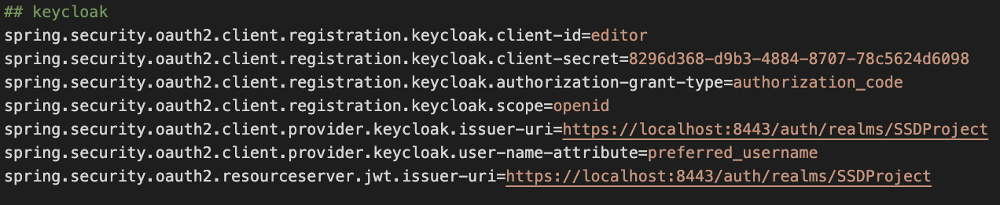 ## keycloak
spring.security.oauth2.client.registration.keycloak.client-id=editor
spring.security.oauth2.client.registration.keycloak.client-secret=8296d368-d9b3-4884-8707-78c5624d6098
spring.security.oauth2.client.registration.keycloak.authorization-grant-type=authorization_code
spring.security.oauth2.client.registration.keycloak.scope=openid
spring.security.oauth2.client.provider.keycloak.issuer-uri=https://localhost:8443/auth/realms/SSDProject
spring.security.oauth2.client.provider.keycloak.user-name-attribute=preferred_username
spring.security.oauth2.resourceserver.jwt.issuer-uri=https://localhost:8443/auth/realms/SSDProject